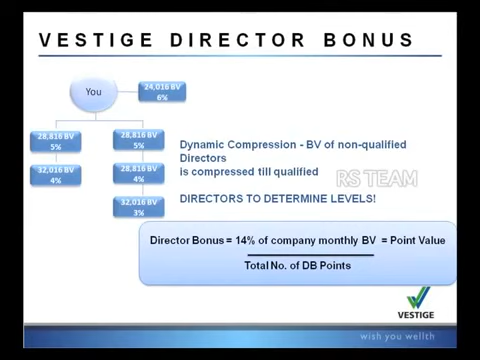 VESTIGE DIRECTOR BONUS
You
24,016 BV
6%
28,816 BV
5%
28,816 BV
5%
32,016 BV
4%
28,816 BV
4%
32,016 BV
3%
Dynamic Compression - BV of non-qualified
Directors
is compressed till qualified
RS TEAM
DIRECTORS TO DETERMINE LEVELS!
Director Bonus = 14% of company monthly BV = Point Value
Total No. of DB Points
VESTIGE
wish you wellth